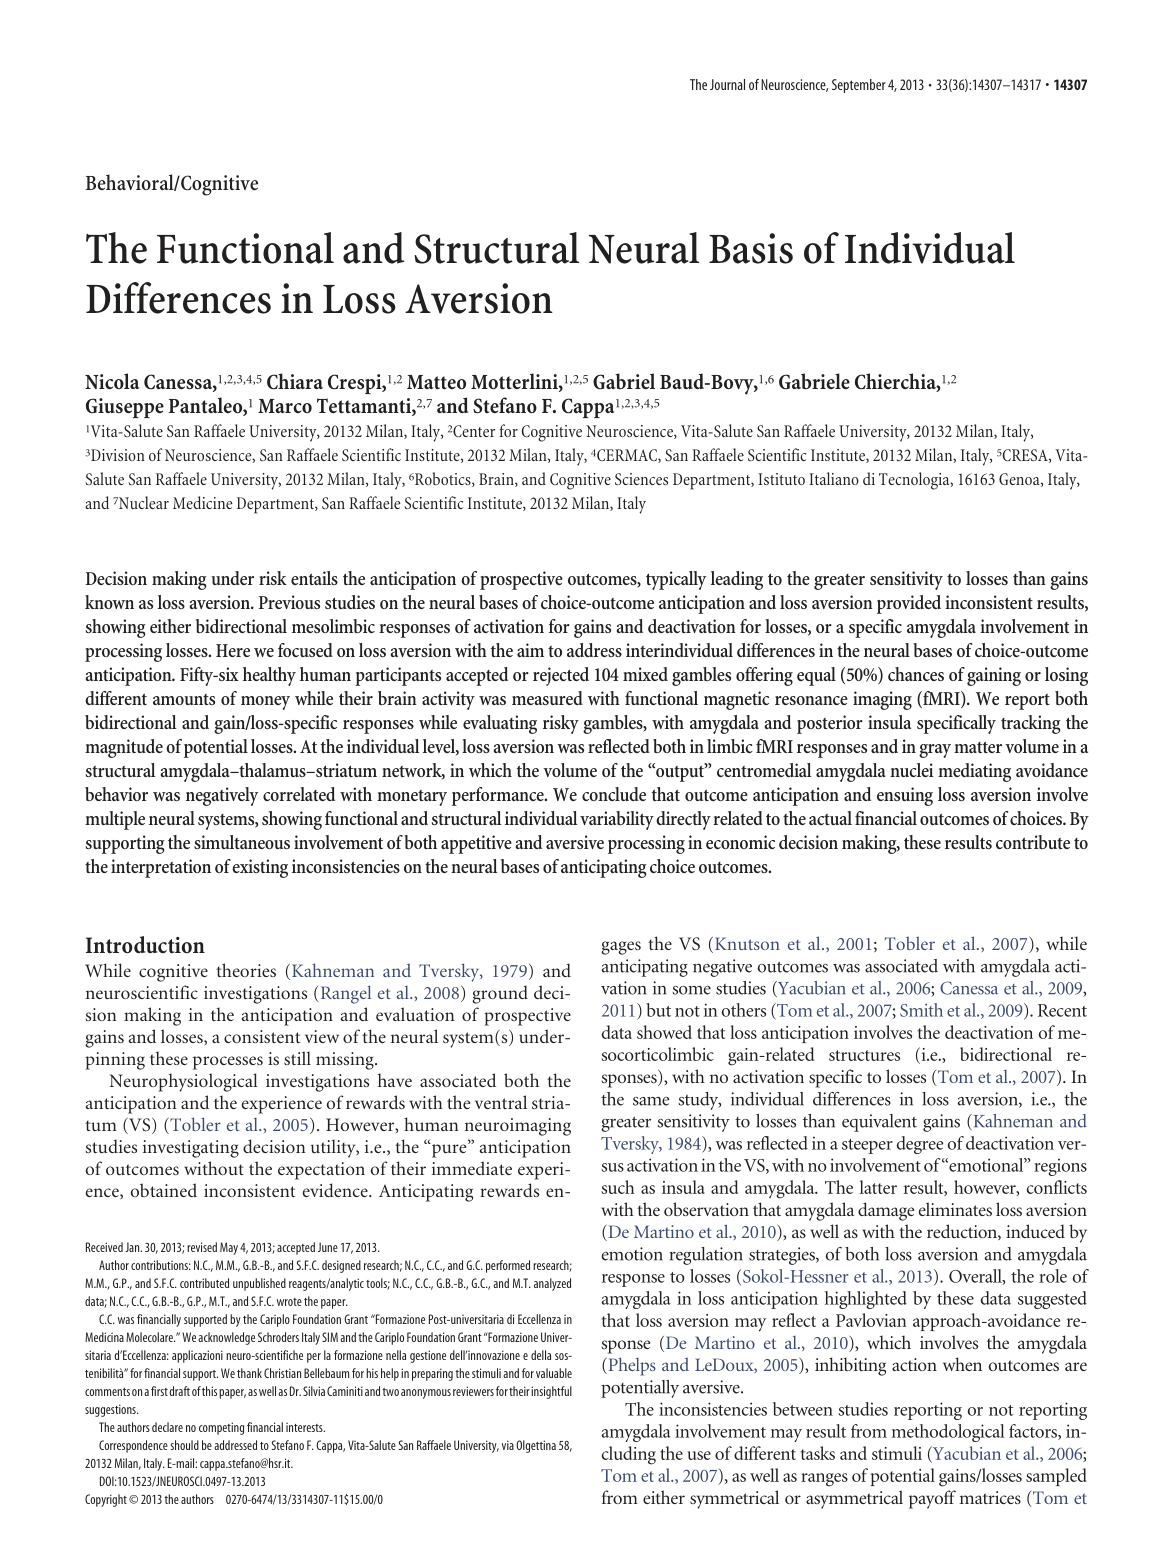 The Journal of Neuroscience, September 4, 2013 • 33(36):14307–14317 • 14307
Behavioral/Cognitive
The Functional and Structural Neural Basis of Individual
Differences in Loss Aversion
Nicola Canessa,1,2,3,4,5 Chiara Crespi,1,2 Matteo Motterlini,1,2,5 Gabriel Baud-Bovy,1,6 Gabriele Chierchia,1,2
Giuseppe Pantaleo,1 Marco Tettamanti,2,7 and Stefano F. Cappa1,2,3,4,5
1Vita-Salute San Raffaele University, 20132 Milan, Italy, 2Center for Cognitive Neuroscience, Vita-Salute San Raffaele University, 20132 Milan, Italy,
3Division of Neuroscience, San Raffaele Scientific Institute, 20132 Milan, Italy, 4CERMAC, San Raffaele Scientific Institute, 20132 Milan, Italy, 5CRESA, Vita-
Salute San Raffaele University, 20132 Milan, Italy, 6Robotics, Brain, and Cognitive Sciences Department, Istituto Italiano di Tecnologia, 16163 Genoa, Italy,
and 7Nuclear Medicine Department, San Raffaele Scientific Institute, 20132 Milan, Italy
Decision making under risk entails the anticipation of prospective outcomes, typically leading to the greater sensitivity to losses than gains
known as loss aversion. Previous studies on the neural bases of choice-outcome anticipation and loss aversion provided inconsistent results,
showing either bidirectional mesolimbic responses of activation for gains and deactivation for losses, or a specific amygdala involvement in
processing losses. Here we focused on loss aversion with the aim to address interindividual differences in the neural bases of choice-outcome
anticipation. Fifty-six healthy human participants accepted or rejected 104 mixed gambles offering equal (50%) chances of gaining or losing
different amounts of money while their brain activity was measured with functional magnetic resonance imaging (fMRI). We report both
bidirectional and gain/loss-specific responses while evaluating risky gambles, with amygdala and posterior insula specifically tracking the
magnitude of potential losses. At the individual level, loss aversion was reflected both in limbic fMRI responses and in gray matter volume in a
structural amygdala–thalamus–striatum network, in which the volume of the “output” centromedial amygdala nuclei mediating avoidance
behavior was negatively correlated with monetary performance. We conclude that outcome anticipation and ensuing loss aversion involve
multiple neural systems, showing functional and structural individual variability directly related to the actual financial outcomes of choices. By
supporting the simultaneous involvement of both appetitive and aversive processing in economic decision making, these results contribute to
the interpretation of existing inconsistencies on the neural bases of anticipating choice outcomes.
Introduction
While cognitive theories (Kahneman and Tversky, 1979) and
neuroscientific investigations (Rangel et al., 2008) ground deci-
sion making in the anticipation and evaluation of prospective
gains and losses, a consistent view of the neural system(s) under-
pinning these processes is still missing.
Neurophysiological investigations have associated both the
anticipation and the experience of rewards with the ventral stria-
tum (VS) (Tobler et al., 2005). However, human neuroimaging
studies investigating decision utility, i.e., the “pure” anticipation
of outcomes without the expectation of their immediate experi-
ence, obtained inconsistent evidence. Anticipating rewards en-
Received Jan. 30, 2013; revised May 4, 2013; accepted June 17, 2013.
Author contributions: N.C., M.M., G.B.-B., and S.F.C. designed research; N.C., C.C., and G.C. performed research;
M.M., G.P., and S.F.C. contributed unpublished reagents/analytic tools; N.C., C.C., G.B.-B., G.C., and M.T. analyzed
data; N.C., C.C., G.B.-B., G.P., M.T., and S.F.C. wrote the paper.
C.C. was financially supported by the Cariplo Foundation Grant “Formazione Post-universitaria di Eccellenza in
Medicina Molecolare.” We acknowledge Schroders Italy SIM and the Cariplo Foundation Grant “Formazione Univer-
sitaria d’Eccellenza: applicazioni neuro-scientifiche per la formazione nella gestione dell’innovazione e della sos-
tenibilità” for financial support. We thank Christian Bellebaum for his help in preparing the stimuli and for valuable
comments on a first draft of this paper, as well as Dr. Silvia Caminiti and two anonymous reviewers for their insightful
suggestions.
The authors declare no competing financial interests.
Correspondence should be addressed to Stefano F. Cappa, Vita-Salute San Raffaele University, via Olgettina 58,
20132 Milan, Italy. E-mail: cappa.stefano@hsr.it.
DOI:10.1523/JNEUROSCI.0497-13.2013
Copyright © 2013 the authors 0270-6474/13/3314307-11$15.00/0
gages the VS (Knutson et al., 2001; Tobler et al., 2007), while
anticipating negative outcomes was associated with amygdala acti-
vation in some studies (Yacubian et al., 2006; Canessa et al., 2009,
2011) but not in others (Tom et al., 2007; Smith et al., 2009). Recent
data showed that loss anticipation involves the deactivation of me-
socorticolimbic gain-related structures (i.e., bidirectional re-
sponses), with no activation specific to losses (Tom et al., 2007). In
the same study, individual differences in loss aversion, i.e., the
greater sensitivity to losses than equivalent gains (Kahneman and
Tversky, 1984), was reflected in a steeper degree of deactivation ver-
sus activation in the VS, with no involvement of “emotional” regions
such as insula and amygdala. The latter result, however, conflicts
with the observation that amygdala damage eliminates loss aversion
(De Martino et al., 2010), as well as with the reduction, induced by
emotion regulation strategies, of both loss aversion and amygdala
response to losses (Sokol-Hessner et al., 2013). Overall, the role of
amygdala in loss anticipation highlighted by these data suggested
that loss aversion may reflect a Pavlovian approach-avoidance re-
sponse (De Martino et al., 2010), which involves the amygdala
(Phelps and LeDoux, 2005), inhibiting action when outcomes are
potentially aversive.
The inconsistencies between studies reporting or not reporting
amygdala involvement may result from methodological factors, in-
cluding the use of different tasks and stimuli (Yacubian et al., 2006;
Tom et al., 2007), as well as ranges of potential gains/losses sampled
from either symmetrical or asymmetrical payoff matrices (Tom et